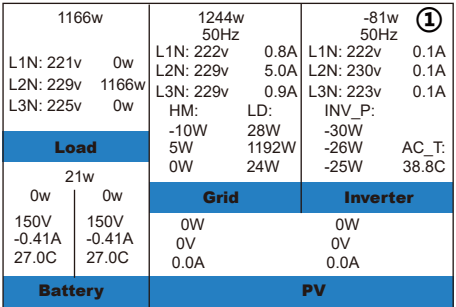 1166w
L1N: 221v 0w
L2N: 229v 1166w
L3N: 225v 0w
Load
1244w
50Hz
L1N: 222v 0.8A
L2N: 229v 5.0A
L3N: 229v 0.9A
HM: LD:
-10W 28W
5W 1192W
0W 24W
Grid
-81w ①
50Hz
L1N: 222v 0.1A
L2N: 230v 0.1A
L3N: 223v 0.1A
INV_P:
-30W
-26W AC_T:
-25W 38.8C
Inverter
21w
0w 0w
150V 150V
-0.41A -0.41A
27.0C 27.0C
Battery
0W 0W
0V 0V
0.0A 0.0A
PV